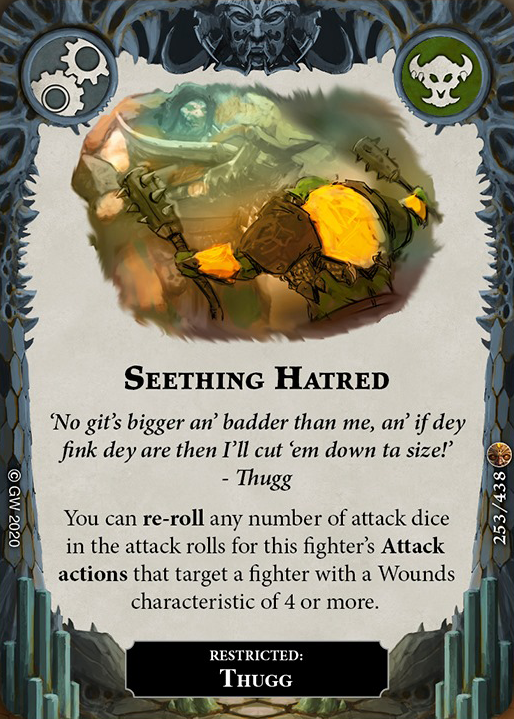 Seething Hatred
‘No git's bigger an' badder than me, an' if dey
fink dey are then I'll cut ‘em down ta size!’
- Thugg
You can re-roll any number of attack dice
in the attack rolls for this fighter's Attack
actions that target a fighter with a Wounds
characteristic of 4 or more.
RESTRICTED:
Thugg
© GW 2020
253/438